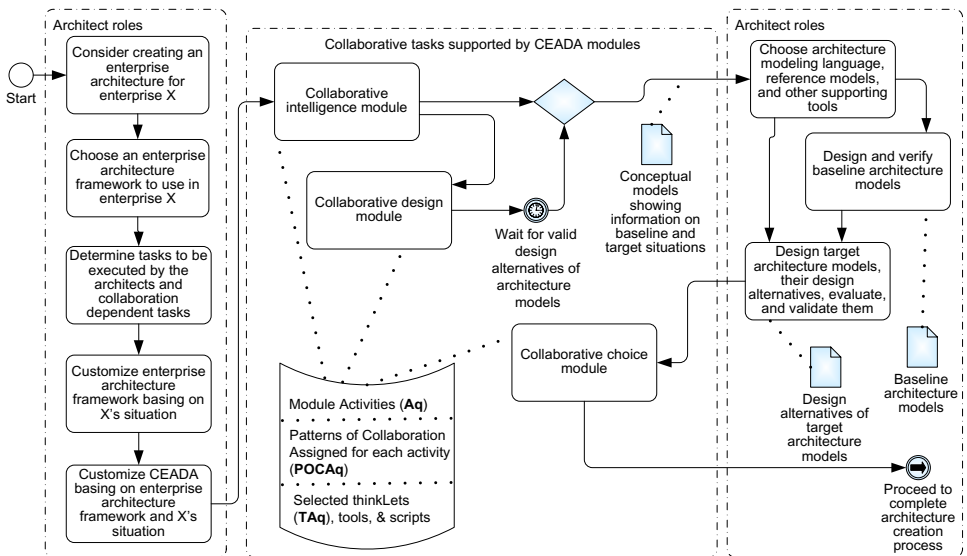 Architect roles
Start
Consider creating an
enterprise
architecture for
enterprise X
Choose an enterprise
architecture
framework to use in
enterprise X
Determine tasks to be
executed by the
architects and
collaboration
dependent tasks
Customize enterprise
architecture
framework basing on
X's situation
Customize CEADA
basing on enterprise
architecture
framework and X's
situation
Collaborative tasks supported by CEADA modules
Collaborative
intelligence module
Collaborative design
module
Wait for valid
design
alternatives of
architecture
models
Conceptual
models
showing
information on
baseline and
target situations
Collaborative choice
module
Module Activities (Aq)
Patterns of Collaboration
Assigned for each activity
(POCAq)
Selected thinkLets
(TAq), tools, & scripts
Architect roles
Choose architecture
modeling language,
reference models,
and other supporting
tools
Design and verify
baseline architecture
models
Design target
architecture models,
their design
alternatives, evaluate,
and validate them
Design
alternatives of
target
architecture
models
Baseline
architecture
models
Proceed to
complete
architecture
creation
process